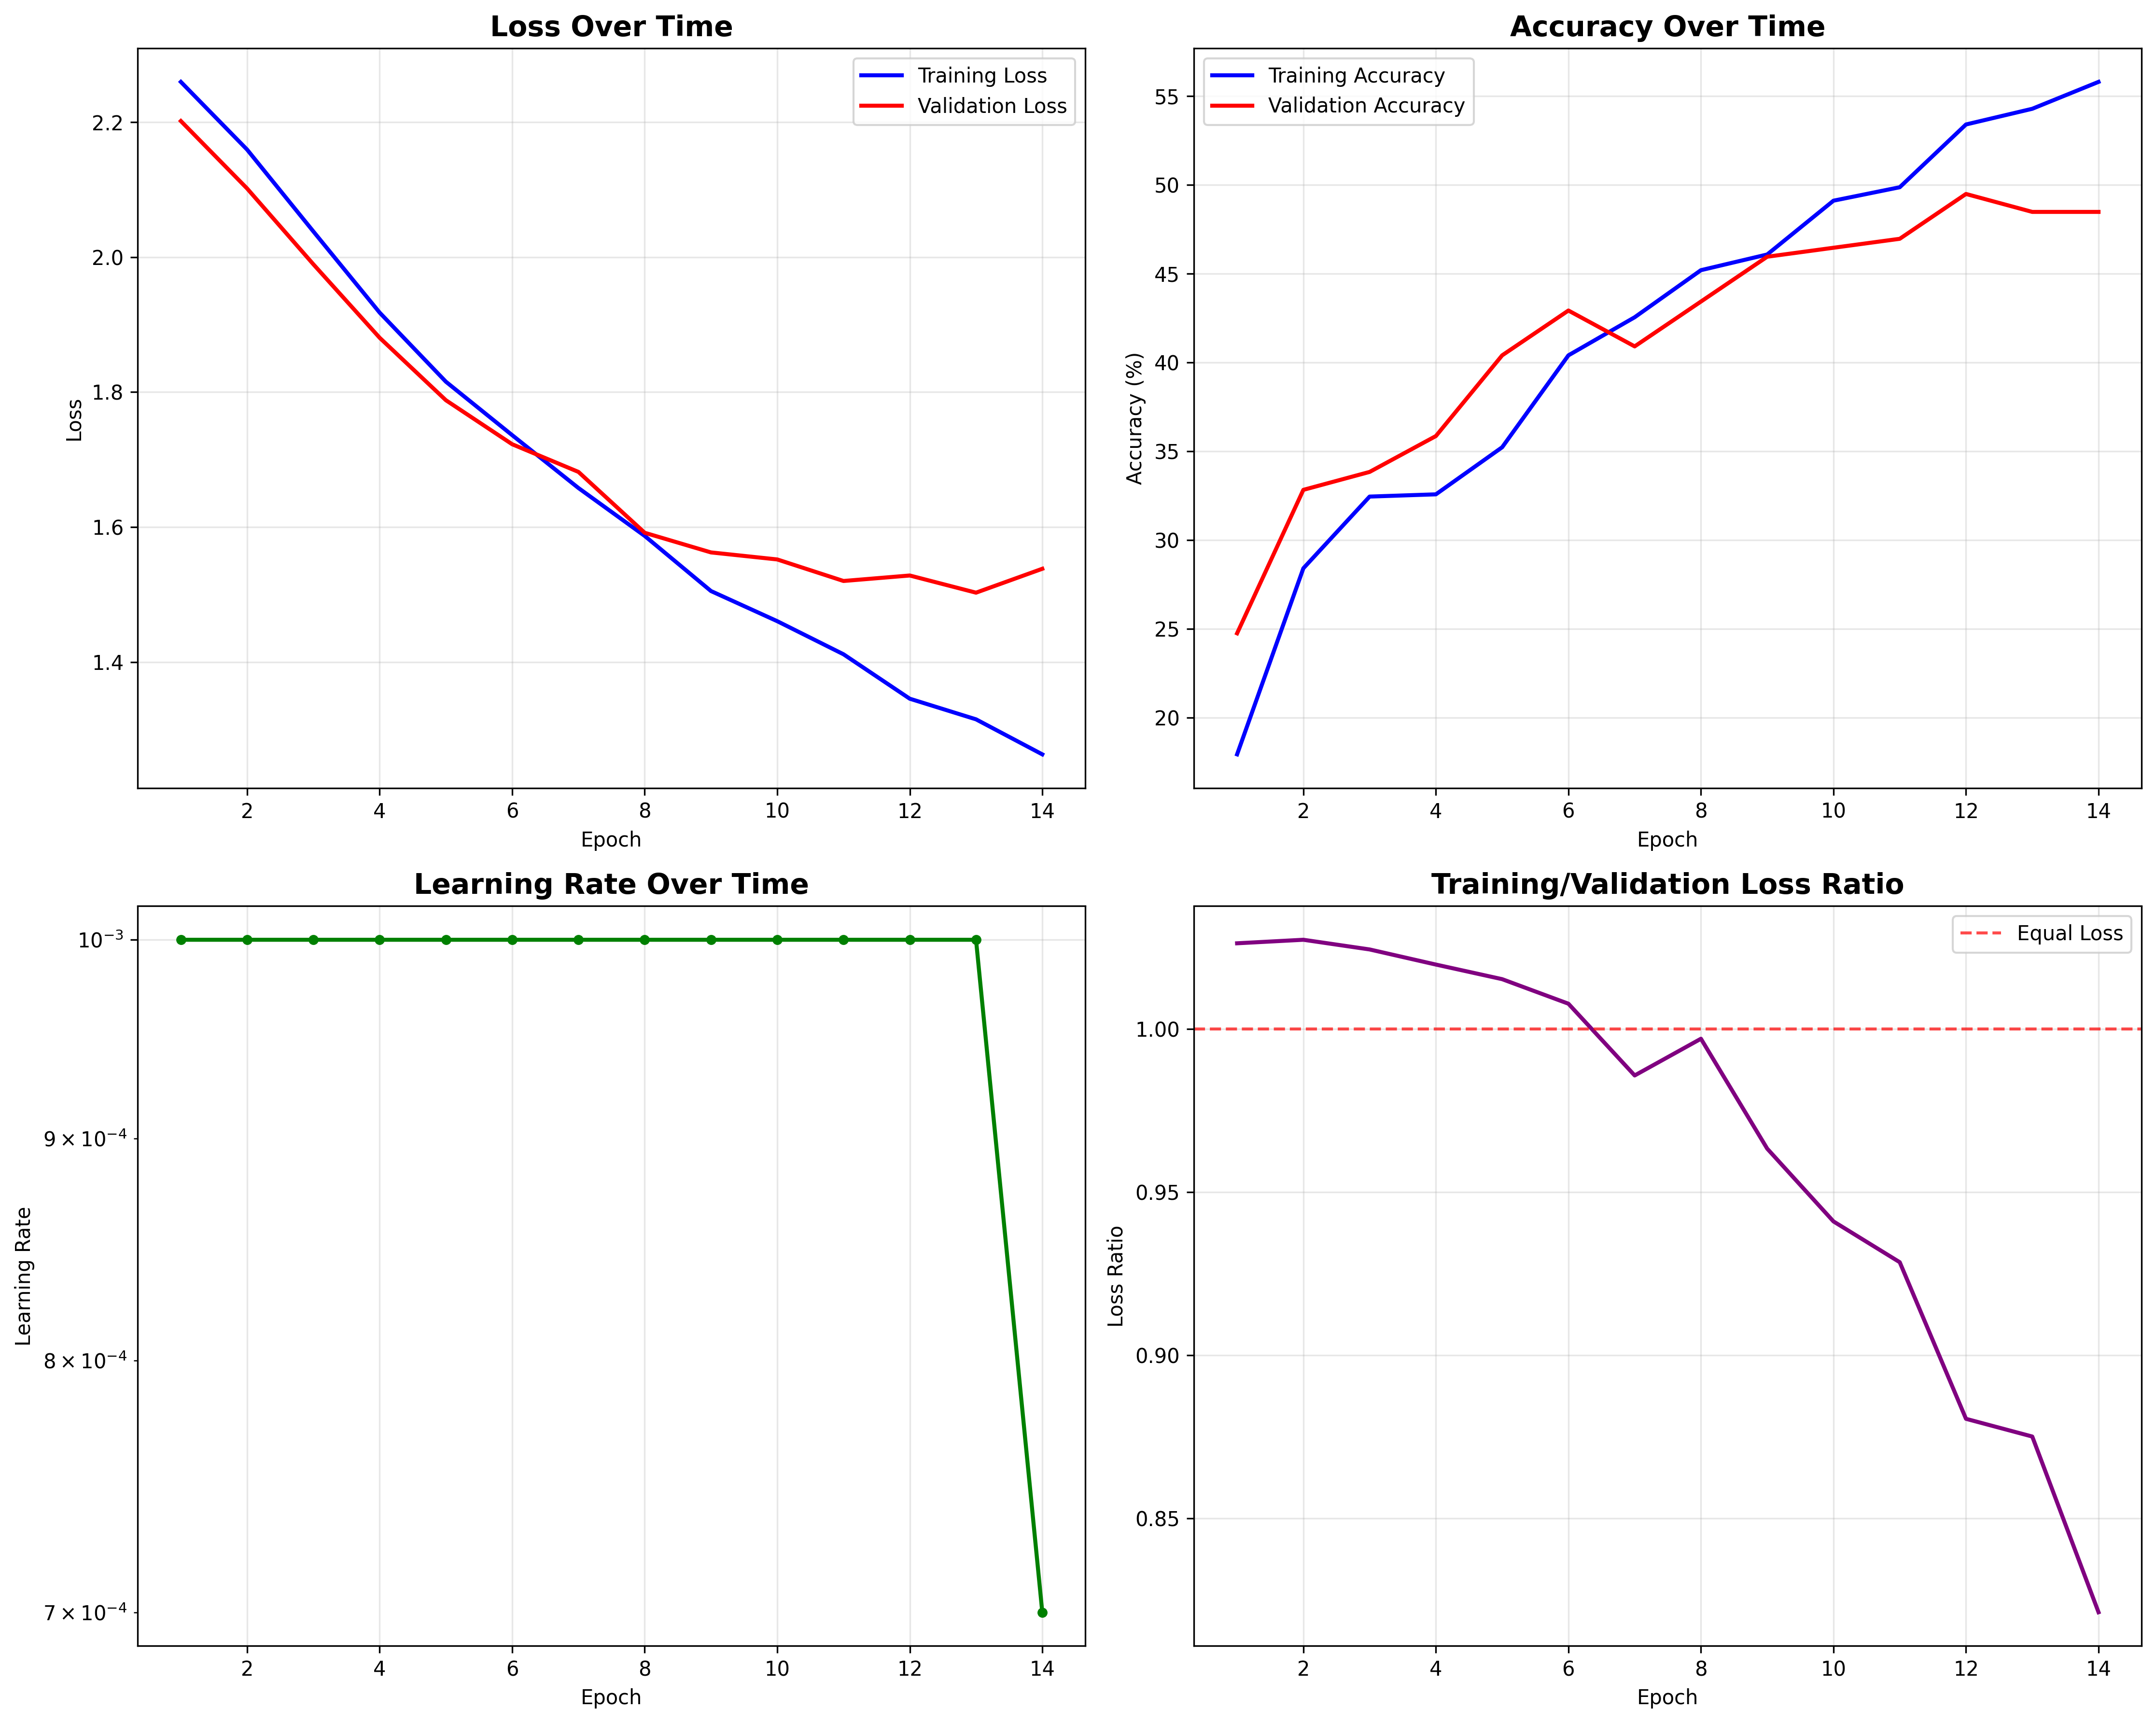 Loss Over Time
Training Loss
Validation Loss
2.2
2.0
1.8
1.6
1.4
Loss
2 4 6 8 10 12 14
Epoch
Accuracy Over Time
Training Accuracy
Validation Accuracy
55
50
45
40
35
30
25
20
Accuracy (%)
2 4 6 8 10 12 14
Epoch
Learning Rate Over Time
10⁻³
9 × 10⁻⁴
8 × 10⁻⁴
7 × 10⁻⁴
Learning Rate
2 4 6 8 10 12 14
Epoch
Training/Validation Loss Ratio
Equal Loss
1.00
0.95
0.90
0.85
Loss Ratio
2 4 6 8 10 12 14
Epoch